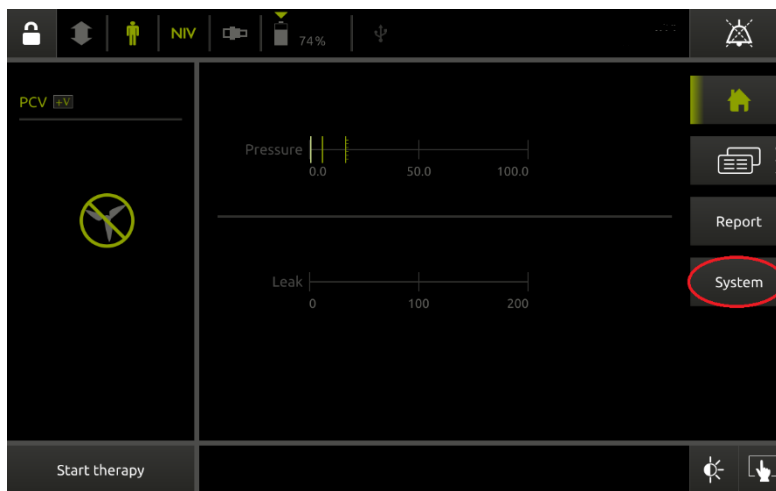 NIV
74%
PCV +V
Pressure
0.0 50.0 100.0
Report
Leak
System
0 100 200
Start therapy